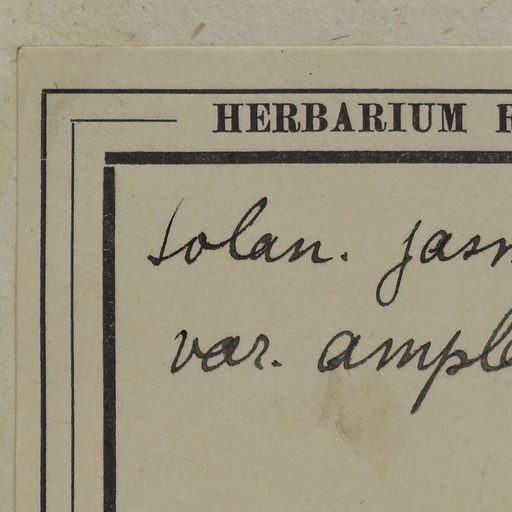 HERBARIUM
Solan. jas
var. ampl